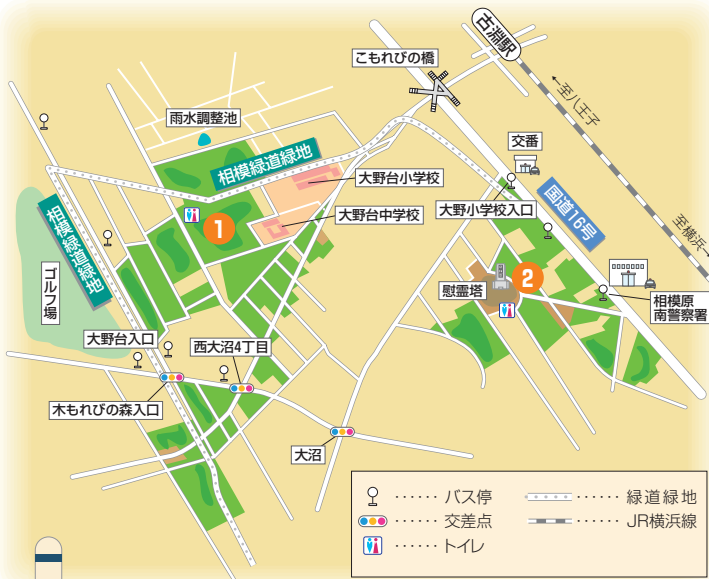 古淵駅
こもれびの橋
←至八王子
雨水調整池
交番
相模緑道緑地
大野台小学校
国道16号
大野小学校入口
大野台中学校
1
至横浜→
相模緑道緑地
ゴルフ場
2
慰霊塔
相模原
南警察署
大野台入口
西大沼4丁目
木もれびの森入口
大沼
……バス停
……交差点
……トイレ
……緑道緑地
……JR横浜線